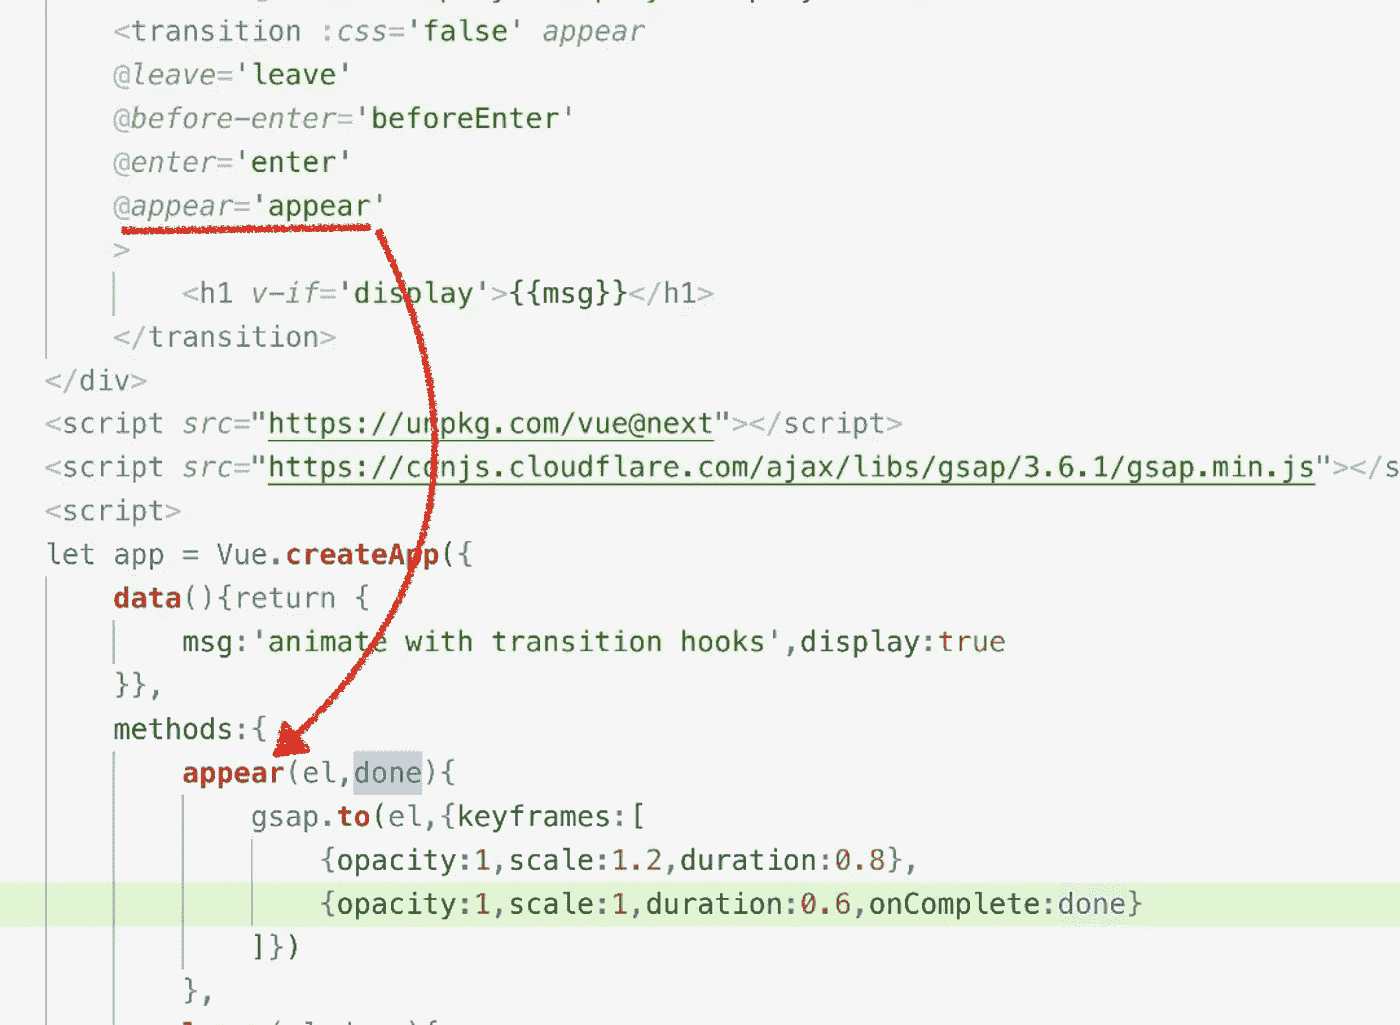 <transition :css='false' appear
@leave='leave'
@before-enter='beforeEnter'
@enter='enter'
@appear='appear'
>
<h1 v-if='display'>{{msg}}</h1>
</transition>
</div>
<script src="https://unpkg.com/vue@next"></script>
<script src="https://cdnjs.cloudflare.com/ajax/libs/gsap/3.6.1/gsap.min.js"></s
<script>
let app = Vue.createApp({
data(){return {
msg:'animate with transition hooks',display:true
}},
methods:{
appear(el,done){
gsap.to(el,{keyframes:[
{opacity:1,scale:1.2,duration:0.8},
{opacity:1,scale:1,duration:0.6,onComplete:done}
]})
},